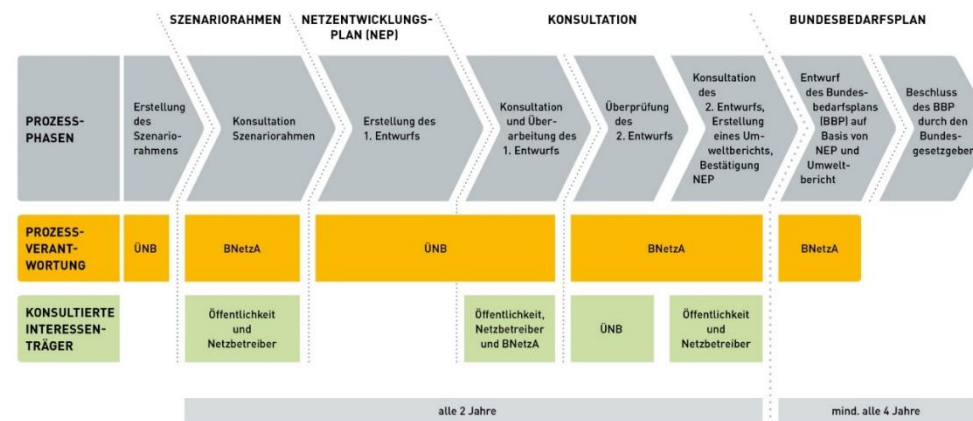 SZENARIORAHMEN
NETZENTWICKLUNGS-
PLAN (NEP)
KONSULTATION
BUNDESBEDARFSPLAN
PROZESS-
PHASEN
Erstellung
des
Szenario-
rahmens
Konsultation
Szenariorahmen
Erstellung des
1. Entwurfs
Konsultation
und Über-
arbeitung des
1. Entwurfs
Überprüfung
des
2. Entwurfs
Konsultation
des
2. Entwurfs,
Erstellung
eines Um-
weltberichts,
Bestätigung
NEP
Entwurf
des Bundes-
bedarfsplans
(BBP) auf
Basis von
NEP und
Umwelt-
bericht
Beschluss
des BBP
durch den
Bundes-
gesetzgeber
PROZESS-
VERANT-
WORTUNG
ÜNB
BNetzA
ÜNB
BNetzA
BNetzA
KONSULTIERTE
INTERESSEN-
TRÄGER
Öffentlichkeit
und
Netzbetreiber
Öffentlichkeit,
Netzbetreiber
und BNetzA
ÜNB
Öffentlichkeit
und
Netzbetreiber
alle 2 Jahre
mind. alle 4 Jahre